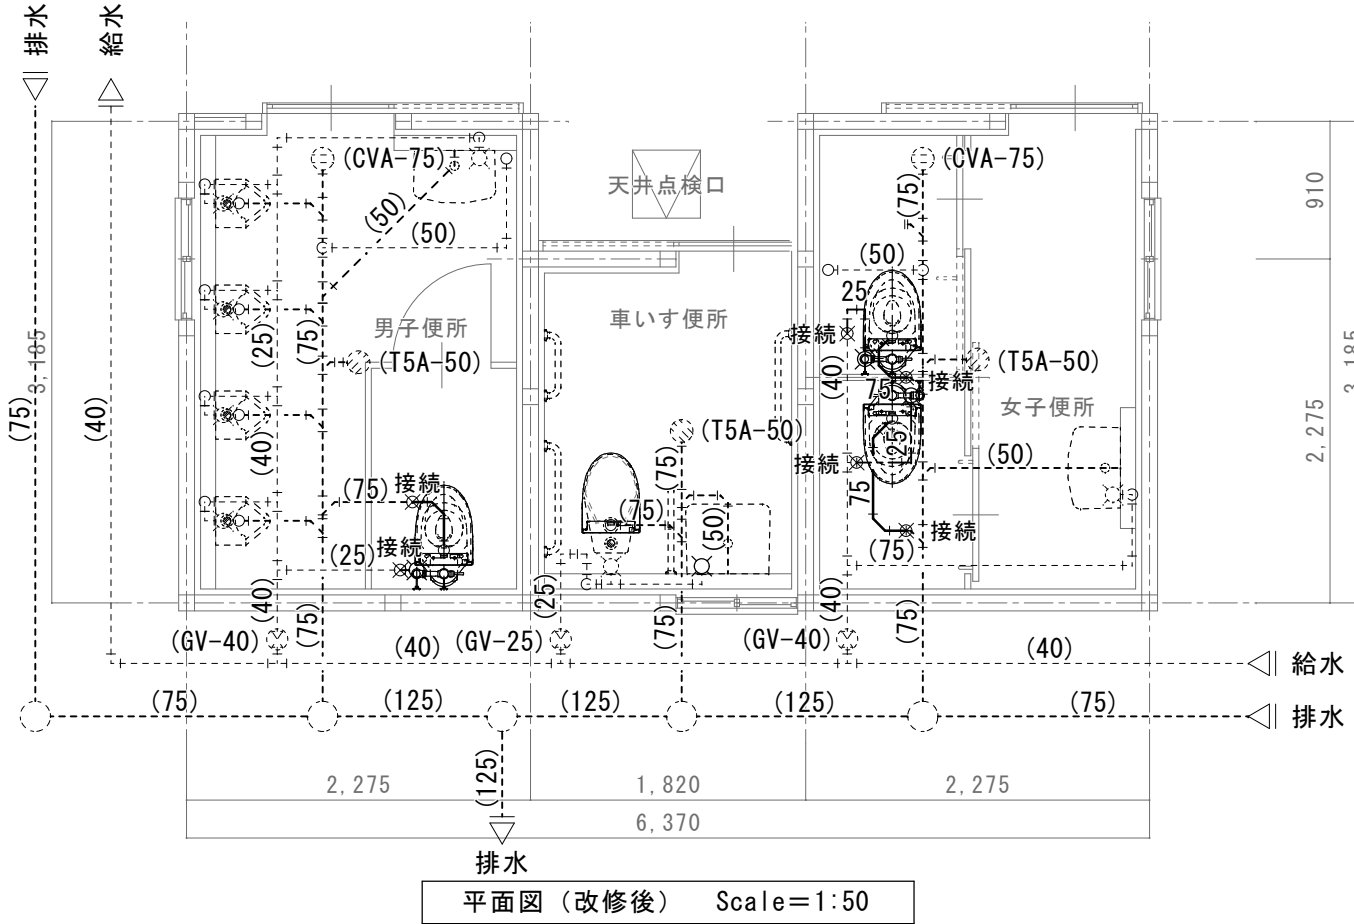 排水
給水
(CVA-75)
(CVA-75)
天井点検口
910
(75)
(50)
(50)
(50)
25
男子便所
車いす便所
接続
(25)
(75)
(T5A-50)
(T5A-50)
接続
3,185
3,185
(40)
75
女子便所
(75)
(40)
(T5A-50)
2,275
(40)
(75)
25
(50)
接続
(75)
接続
75
(75)
(50)
接続
(25)
接続
(75)
(40)
(75)
(25)
(75)
(40)
(75)
(GV-40)
(40)
(GV-25)
(GV-40)
(40)
給水
(75)
(125)
(125)
(125)
(75)
排水
(125)
2,275
1,820
2,275
6,370
排水
平面図（改修後） Scale＝1:50